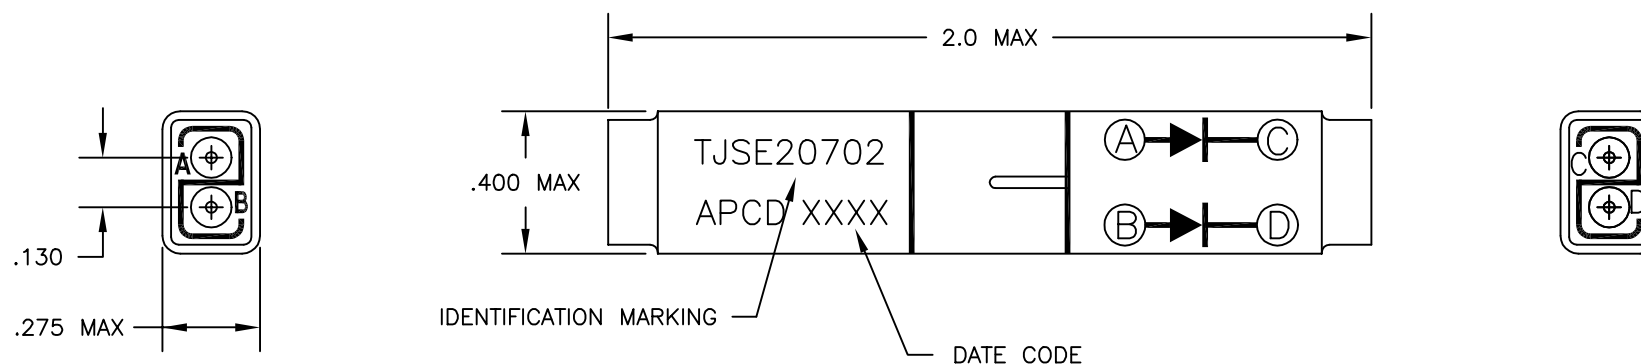 2.0 MAX
A
B
.130
.275 MAX
.400 MAX
TJSE20702
APCD XXXX
A C
B D
IDENTIFICATION MARKING
DATE CODE
C
D